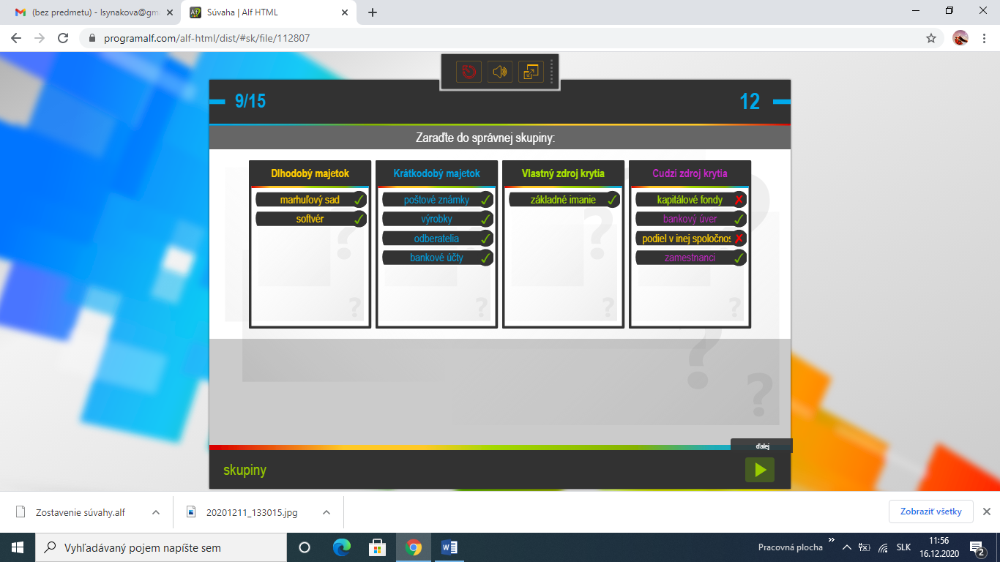 (bez predmetu) - lsynakova@gm
Súvaha | Alf HTML
programalf.com/alf-html/dist/#sk/file/112807
9/15
12
Zaraďte do správnej skupiny:
Dlhodobý majetok
marhuľový sad
softvér
Krátkodobý majetok
poštové známky
výrobky
odberatelia
bankové účty
Vlastný zdroj krytia
základné imanie
Cudzí zdroj krytia
kapitálové fondy
bankový úver
podiel v inej spoločnos
zamestnanci
ďalej
skupiny
Zostavenie súvahy.alf
20201211_133015.jpg
Zobraziť všetky
Vyhľadávaný pojem napíšte sem
Pracovná plocha
SLK
11:56
16.12.2020
2